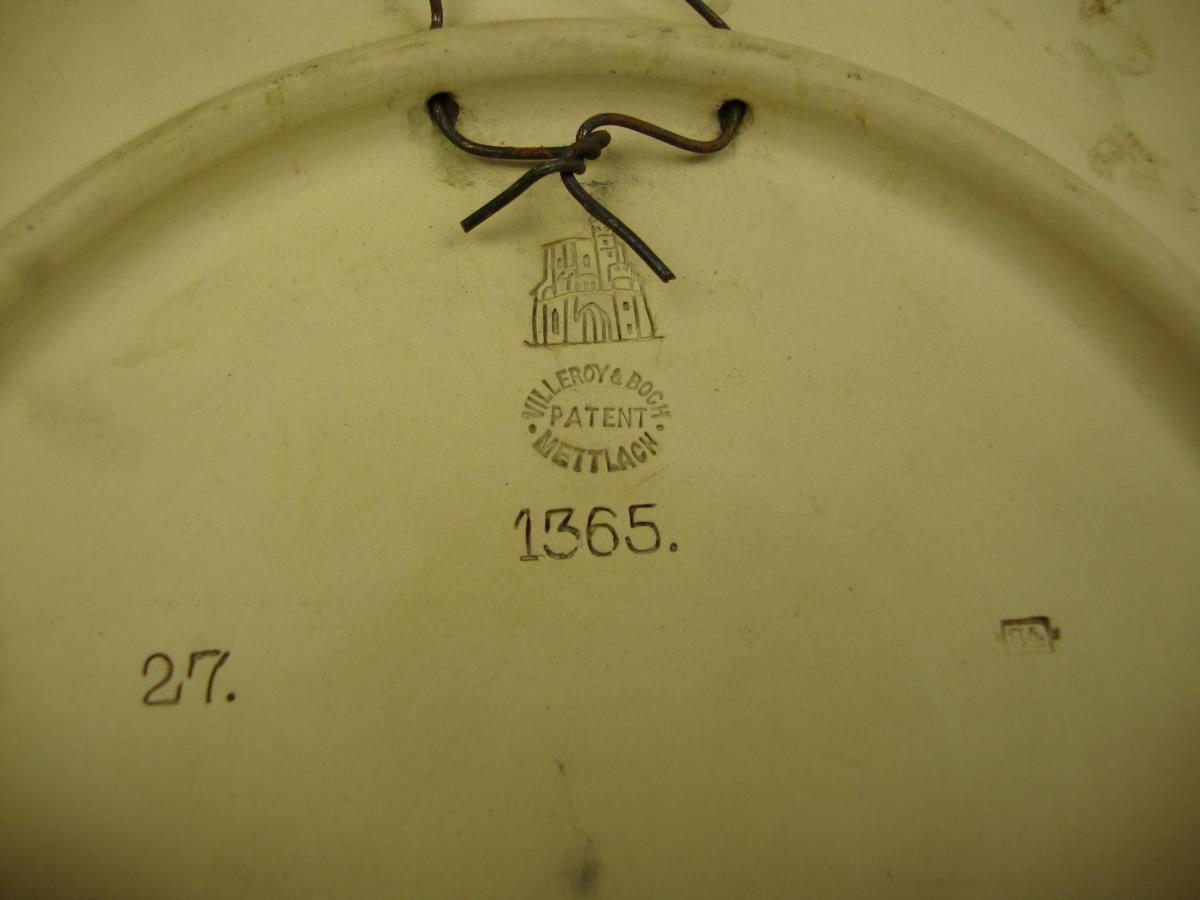 VILLEROY & BOCH
PATENT
· METTLACH ·
1365.
27.